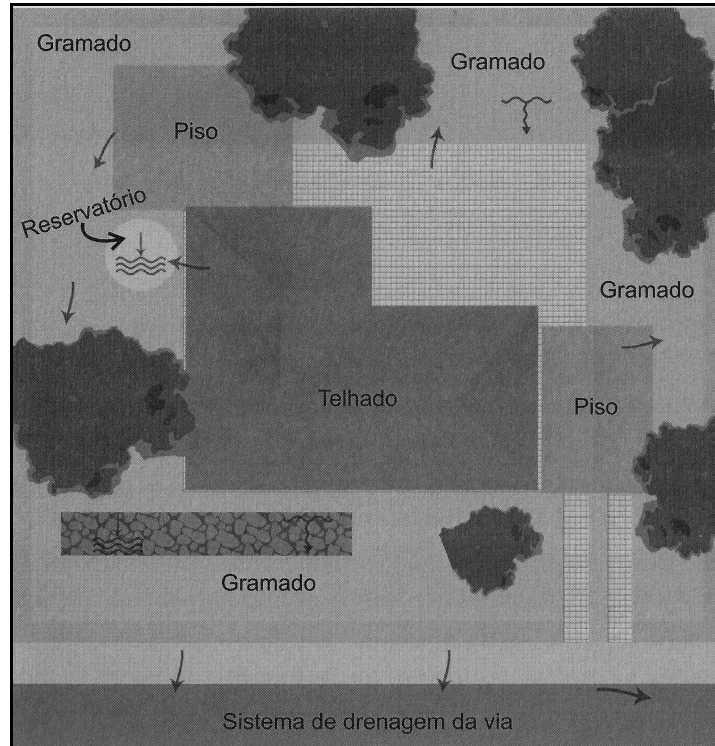 Gramado
Gramado
Piso
Reservatório
Gramado
Telhado
Piso
Gramado
Sistema de drenagem da via